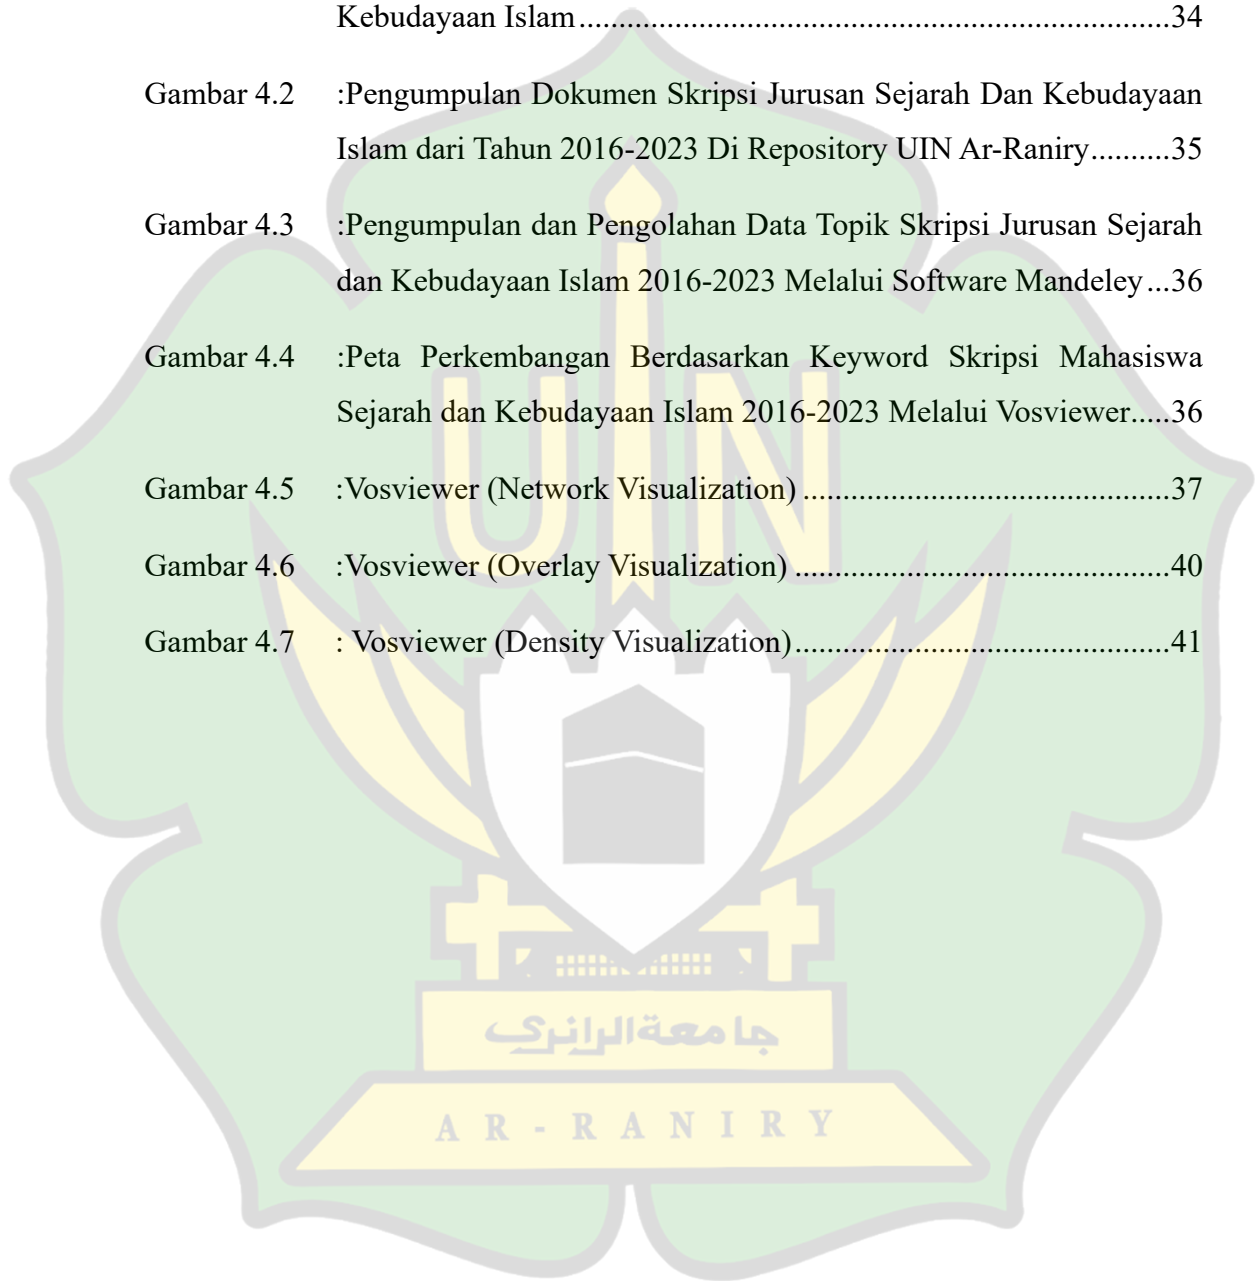 Kebudayaan Islam.........................................................................34
Gambar 4.2 :Pengumpulan Dokumen Skripsi Jurusan Sejarah Dan Kebudayaan
Islam dari Tahun 2016-2023 Di Repository UIN Ar-Raniry..........35
Gambar 4.3 :Pengumpulan dan Pengolahan Data Topik Skripsi Jurusan Sejarah
dan Kebudayaan Islam 2016-2023 Melalui Software Mandeley...36
Gambar 4.4 :Peta Perkembangan Berdasarkan Keyword Skripsi Mahasiswa
Sejarah dan Kebudayaan Islam 2016-2023 Melalui Vosviewer.....36
Gambar 4.5 :Vosviewer (Network Visualization).............................................37
Gambar 4.6 :Vosviewer (Overlay Visualization)..............................................40
Gambar 4.7 : Vosviewer (Density Visualization)..............................................41
UIN
جامعةالرانري
AR-RANIRY